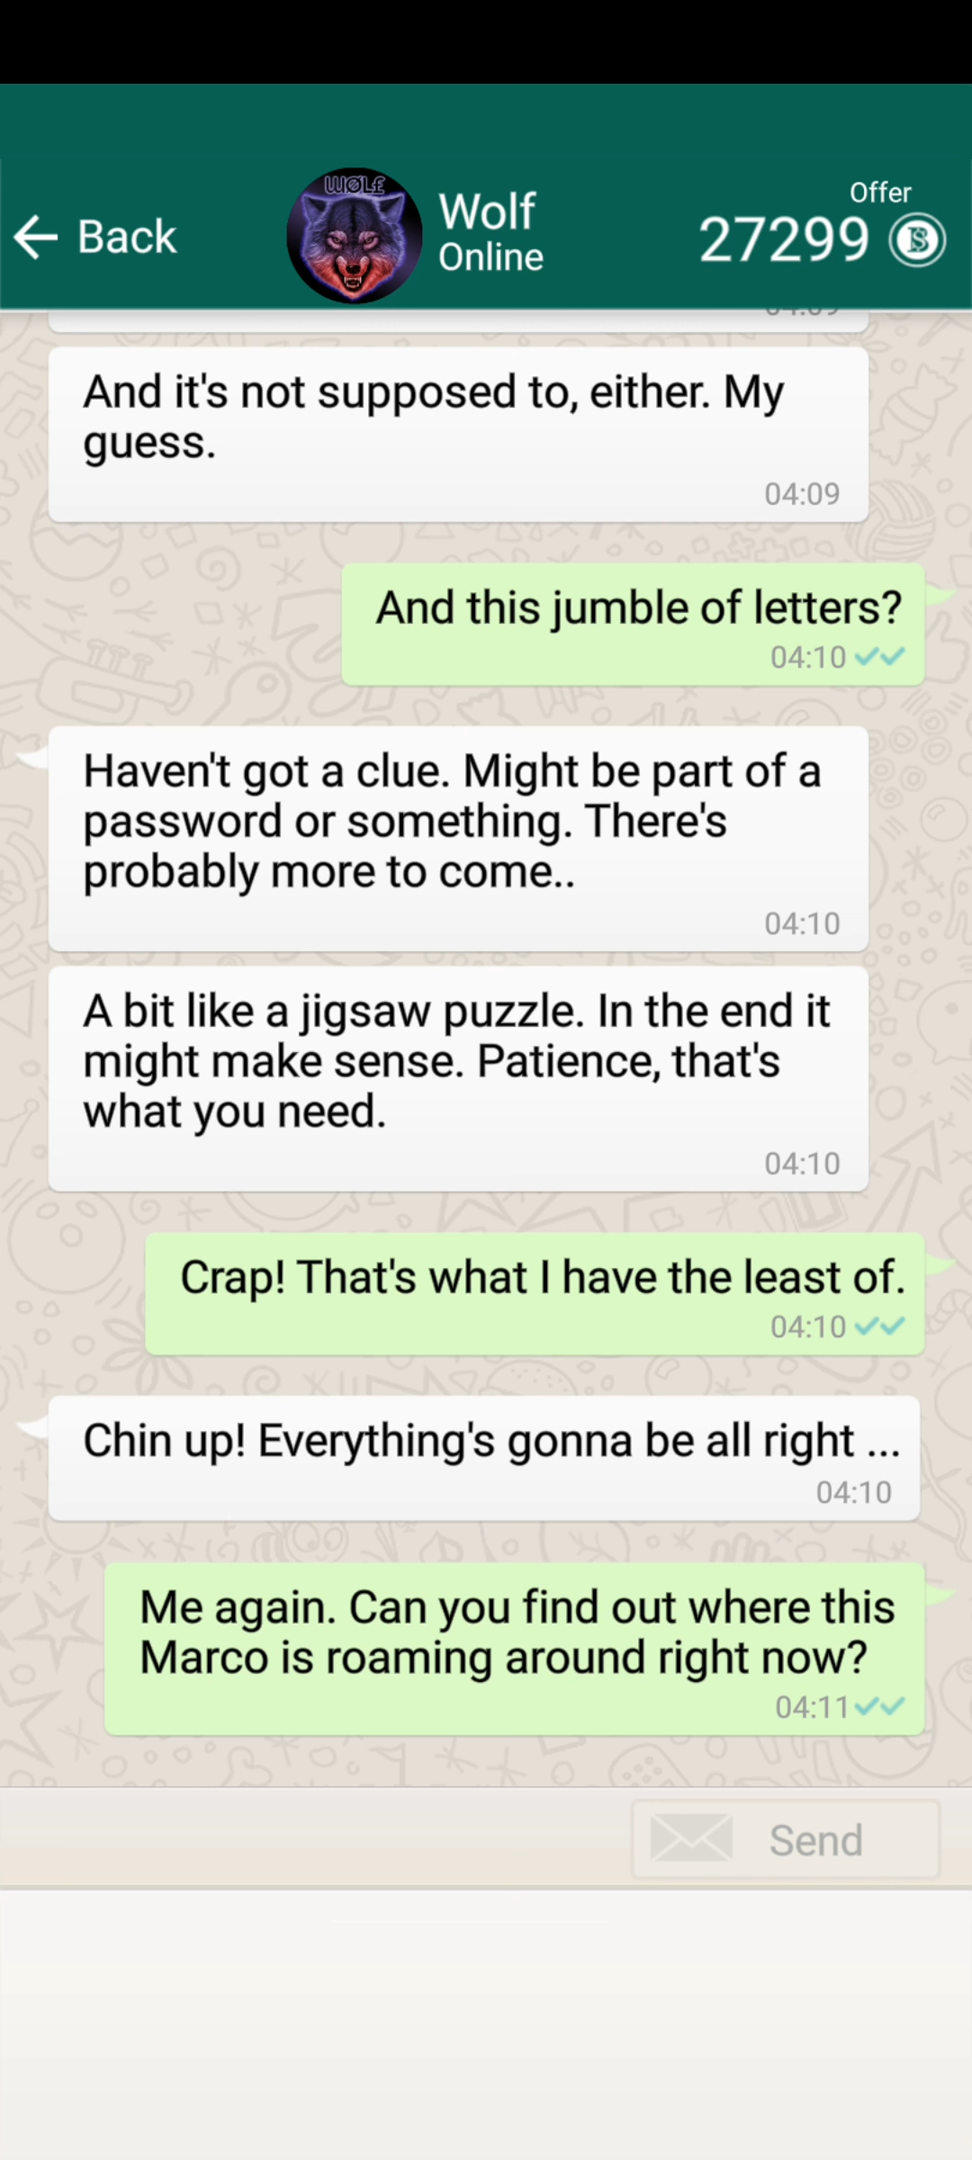 Offer
Back
WØLF
Wolf
Online
27299
04:09
And it's not supposed to, either. My
guess.
04:09
And this jumble of letters?
04:10
Haven't got a clue. Might be part of a
password or something. There's
probably more to come..
04:10
A bit like a jigsaw puzzle. In the end it
might make sense. Patience, that's
what you need.
04:10
Crap! That's what I have the least of.
04:10
Chin up! Everything's gonna be all right ...
04:10
Me again. Can you find out where this
Marco is roaming around right now?
04:11
Send